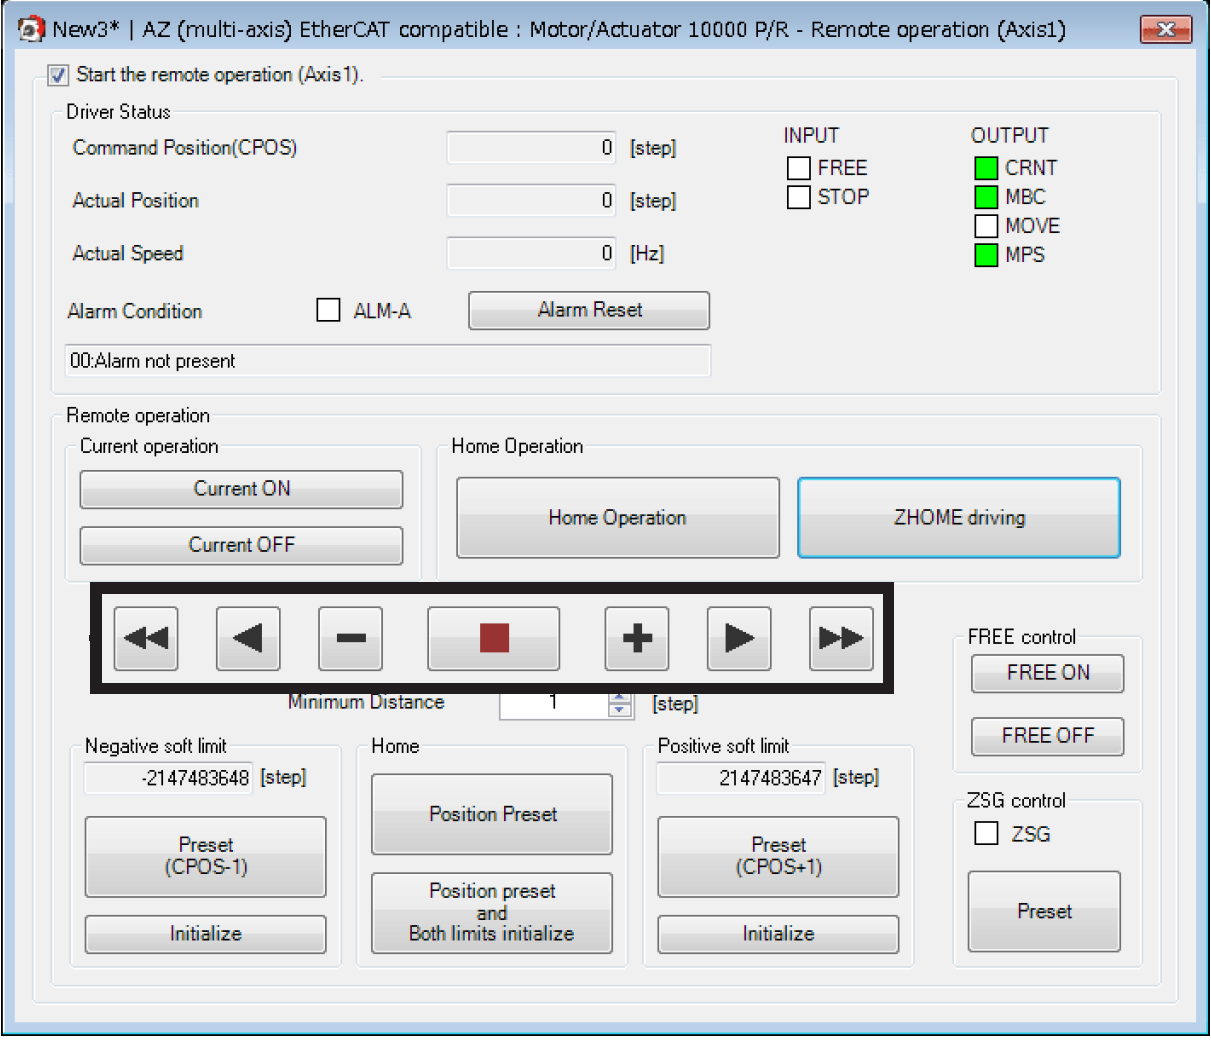 New3* | AZ (multi-axis) EtherCAT compatible : Motor/Actuator 10000 P/R - Remote operation (Axis1)
Start the remote operation (Axis1).
Driver Status
Command Position(CPOS) 0 [step]
Actual Position 0 [step]
Actual Speed 0 [Hz]
INPUT
FREE
STOP
OUTPUT
CRNT
MBC
MOVE
MPS
Alarm Condition ALM-A Alarm Reset
00:Alarm not present
Remote operation
Current operation
Current ON
Current OFF
Home Operation
Home Operation
ZHOME driving
Minimum Distance 1 [step]
FREE control
FREE ON
FREE OFF
Negative soft limit
-2147483648 [step]
Preset
(CPOS-1)
Initialize
Home
Position Preset
Position preset
and
Both limits initialize
Positive soft limit
2147483647 [step]
Preset
(CPOS+1)
Initialize
ZSG control
ZSG
Preset